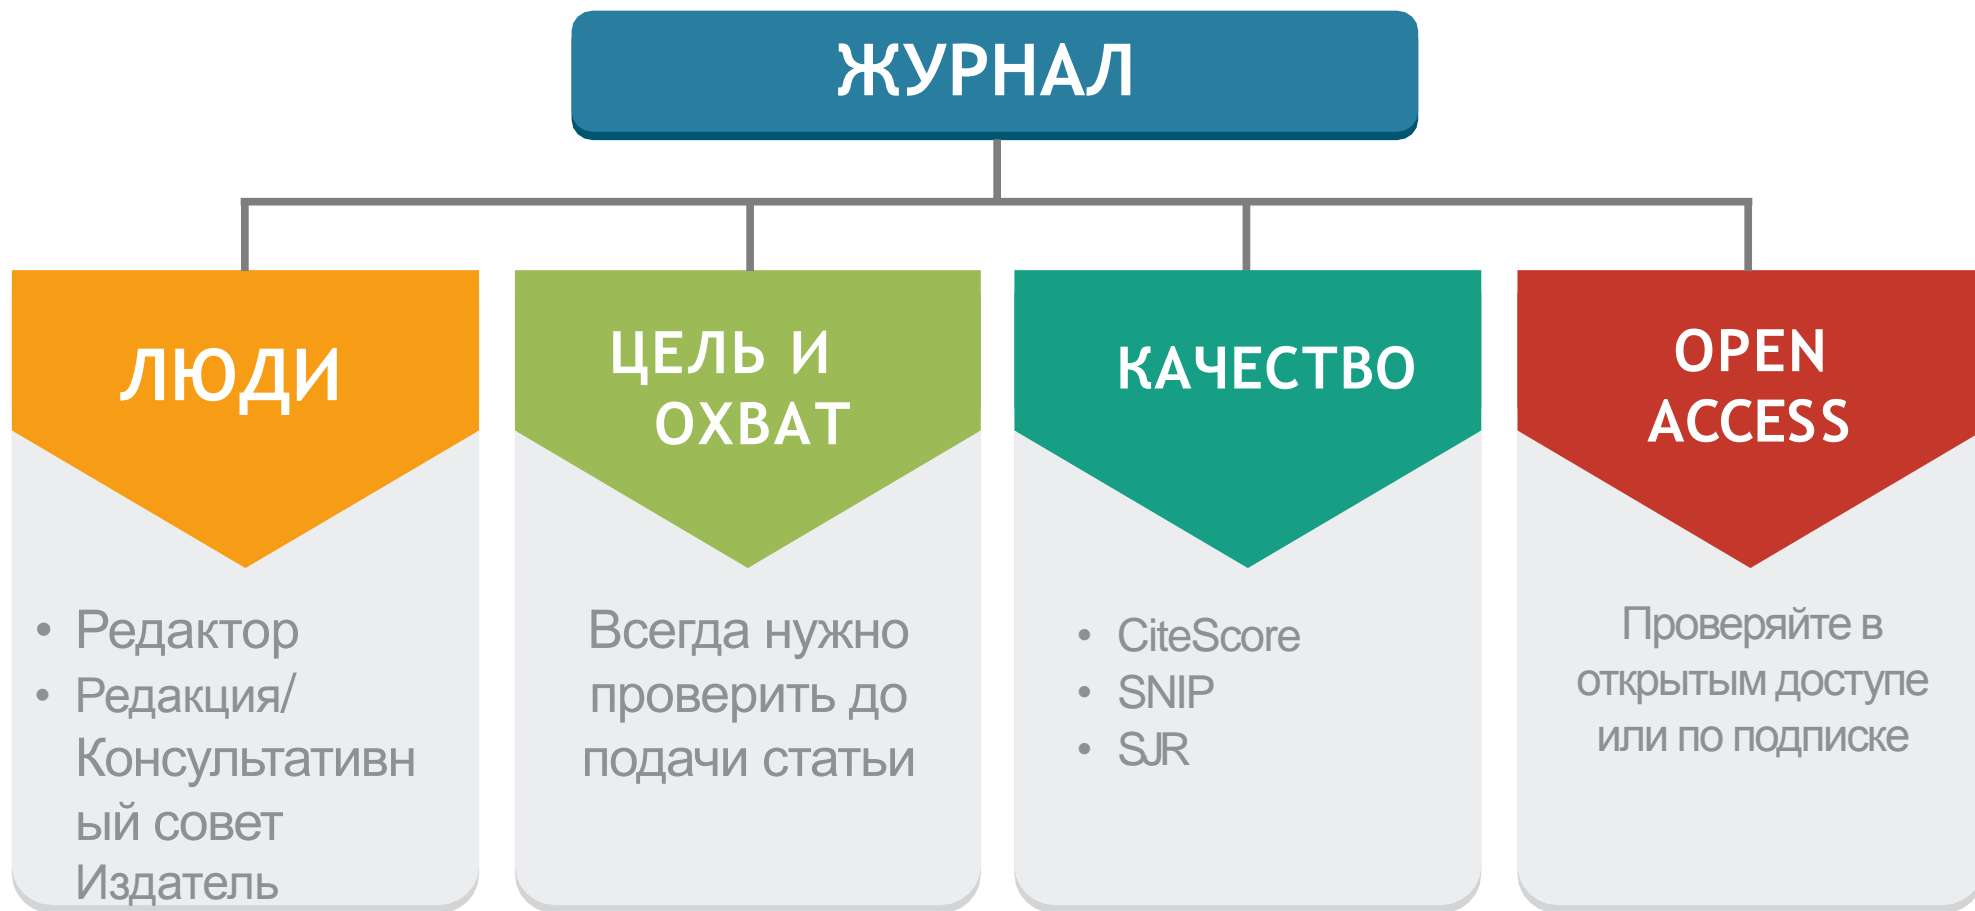 ЖУРНАЛ
ЛЮДИ
• Редактор
• Редакция/
Консультативн
ый совет
Издатель
ЦЕЛЬ И
ОХВАТ
Всегда нужно
проверить до
подачи статьи
КАЧЕСТВО
• CiteScore
• SNIP
• SJR
OPEN
ACCESS
Проверяйте в
открытым доступе
или по подписке